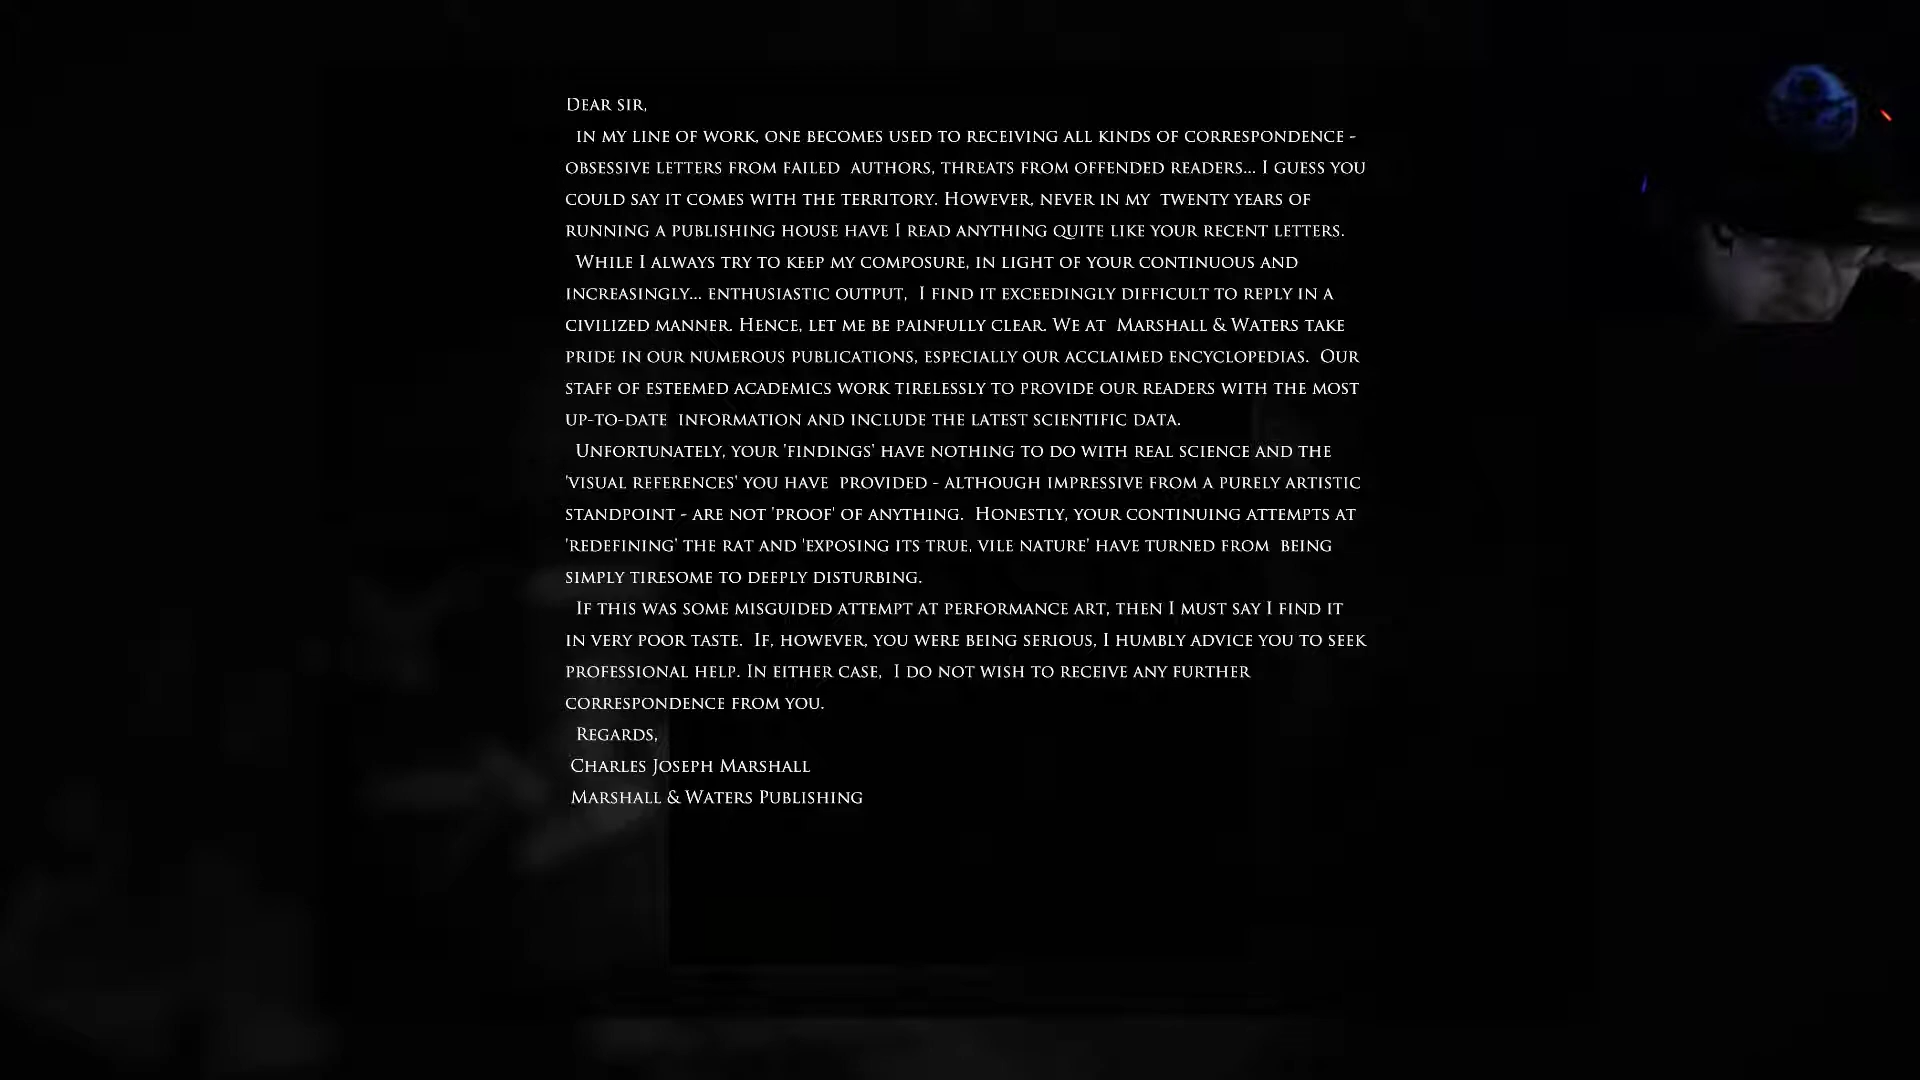 Dear sir,
in my line of work, one becomes used to receiving all kinds of correspondence -
obsessive letters from failed authors, threats from offended readers... I guess you
could say it comes with the territory. However, never in my twenty years of
running a publishing house have I read anything quite like your recent letters.
While I always try to keep my composure, in light of your continuous and
increasingly... enthusiastic output, I find it exceedingly difficult to reply in a
civilized manner. Hence, let me be painfully clear. We at Marshall & Waters take
pride in our numerous publications, especially our acclaimed encyclopedias. Our
staff of esteemed academics work tirelessly to provide our readers with the most
up-to-date information and include the latest scientific data.
Unfortunately, your 'findings' have nothing to do with real science and the
'visual references' you have provided - although impressive from a purely artistic
standpoint - are not 'proof' of anything. Honestly, your continuing attempts at
'redefining' the rat and 'exposing its true, vile nature' have turned from being
simply tiresome to deeply disturbing.
If this was some misguided attempt at performance art, then I must say I find it
in very poor taste. If, however, you were being serious, I humbly advice you to seek
professional help. In either case, I do not wish to receive any further
correspondence from you.
Regards,
Charles Joseph Marshall
Marshall & Waters Publishing